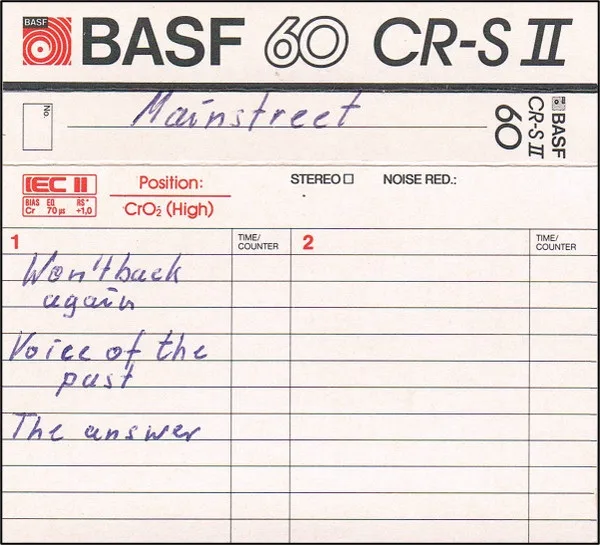 BASF BASF 60 CR-S II
Mainstreet
No.
BASF
CR-S II
60
IEC II
BIAS EQ RS*
Cr 70 µs +1,0
Position:
CrO₂ (High)
STEREO □ NOISE RED.:
1 TIME/ 2 TIME/
COUNTER COUNTER
Won't back
again
Voice of the
past
The answer